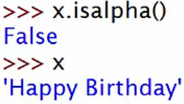 >>> x.isalpha()
False
>>> x
'Happy Birthday'